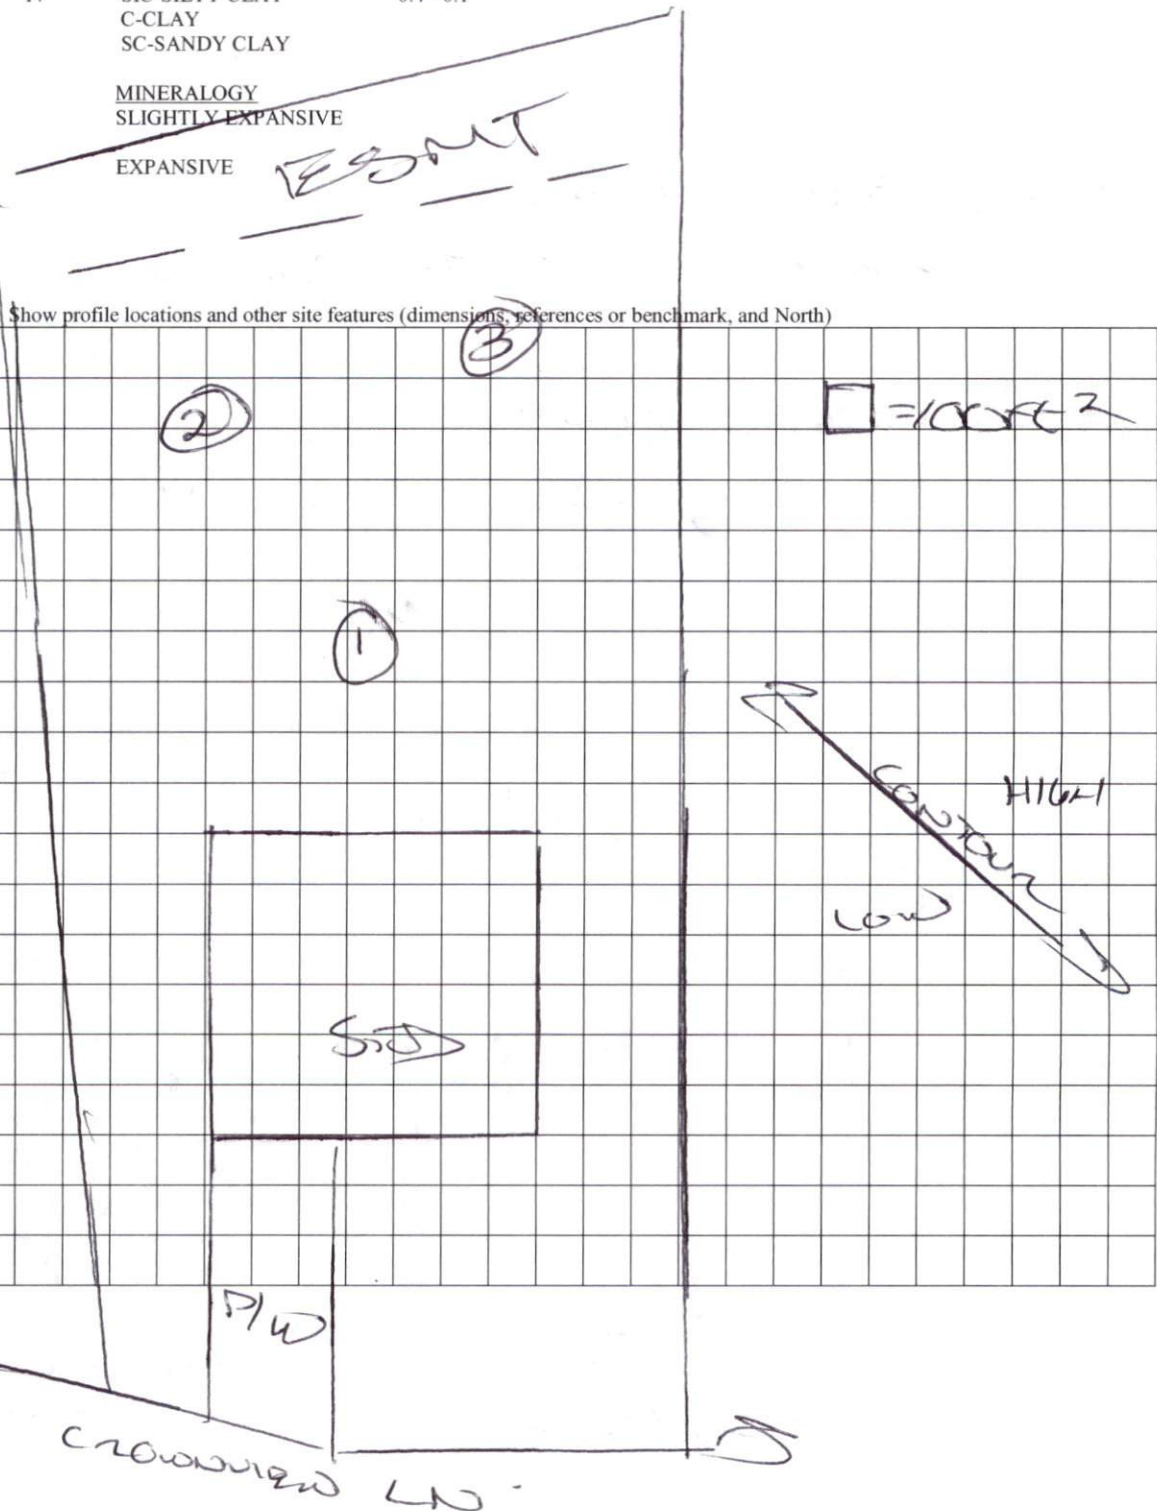 C-CLAY
SC-SANDY CLAY
MINERALOGY
SLIGHTLY EXPANSIVE
EXPANSIVE
ESMT
Show profile locations and other site features (dimensions, references or benchmark, and North)
3
2
=100FT2
1
CONTOUR
HIGH
LOW
D/W
CROWNVIEW LN